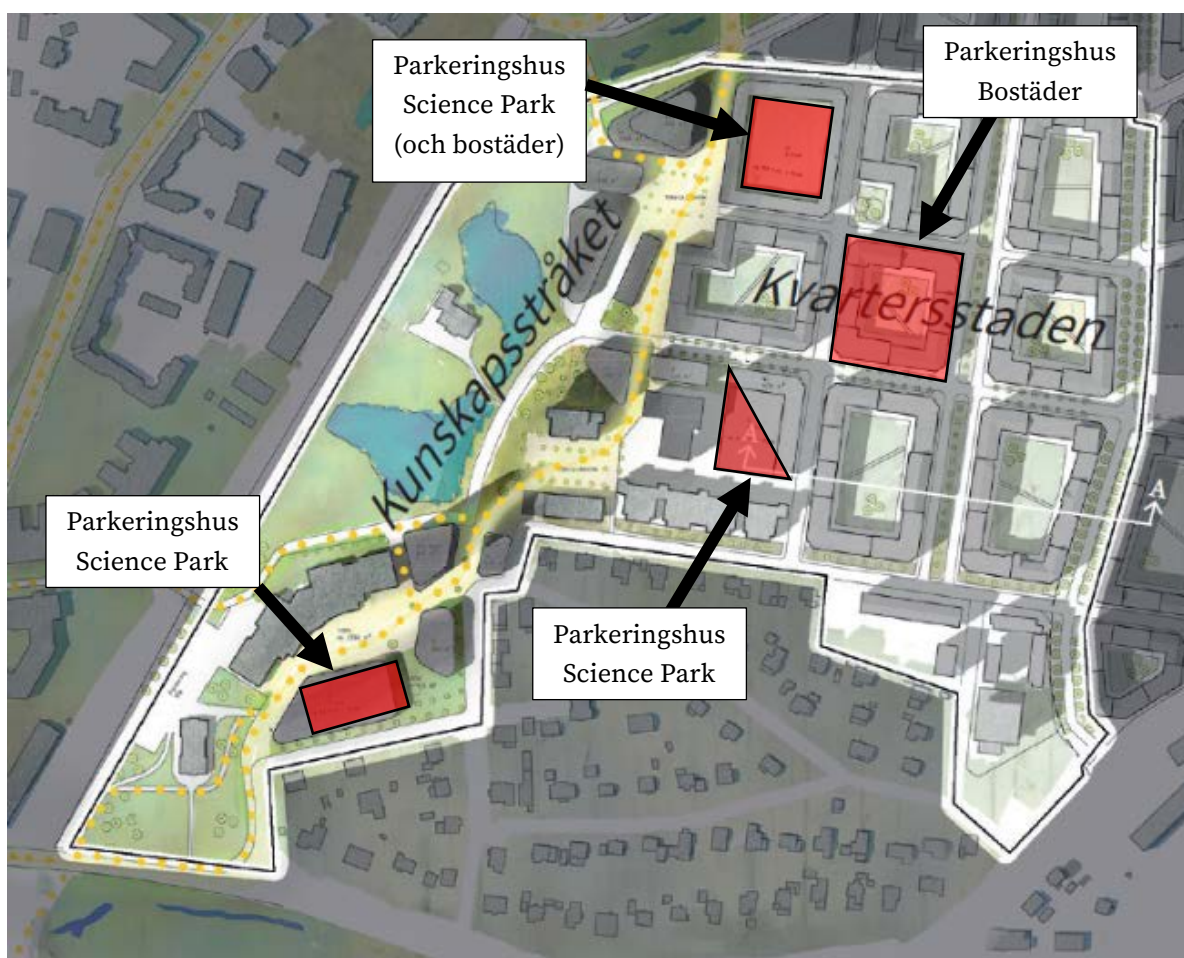 Parkeringshus
Science Park
(och bostäder)
Parkeringshus
Bostäder
Kunskapsstråket
Kvartersstaden
A
A
Parkeringshus
Science Park
Parkeringshus
Science Park